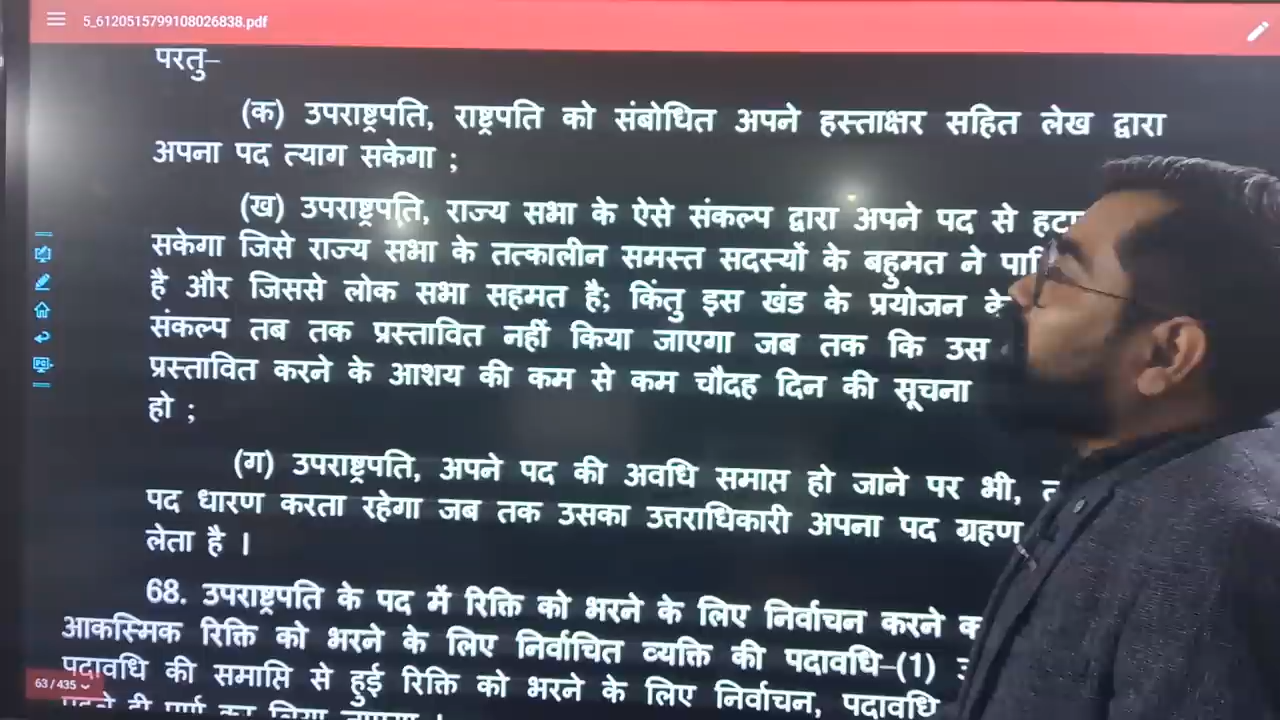 5_6120515799108026838.pdf
परतु–
(क) उपराष्ट्रपति, राष्ट्रपति को संबोधित अपने हस्ताक्षर सहित लेख द्वारा
अपना पद त्याग सकेगा ;
(ख) उपराष्ट्रपति, राज्य सभा के ऐसे संकल्प द्वारा अपने पद से
सकेगा जिसे राज्य सभा के तत्कालीन समस्त सदस्यों के बहुमत ने
है और जिससे लोक सभा सहमत है; किंतु इस खंड के प्रयोजन के
संकल्प तब तक प्रस्तावित नहीं किया जाएगा जब तक कि उस
प्रस्तावित करने के आशय की कम से कम चौदह दिन की सूचना
हो ;
(ग) उपराष्ट्रपति, अपने पद की अवधि समाप्त हो जाने पर भी,
पद धारण करता रहेगा जब तक उसका उत्तराधिकारी अपना पद ग्रहण
लेता है ।
68. उपराष्ट्रपति के पद में रिक्ति को भरने के लिए निर्वाचन करने
आकस्मिक रिक्ति को भरने के लिए निर्वाचित व्यक्ति की पदावधि–(1)
पदावधि की समाप्ति से हुई रिक्ति को भरने के लिए निर्वाचन, पदावधि
63 / 435